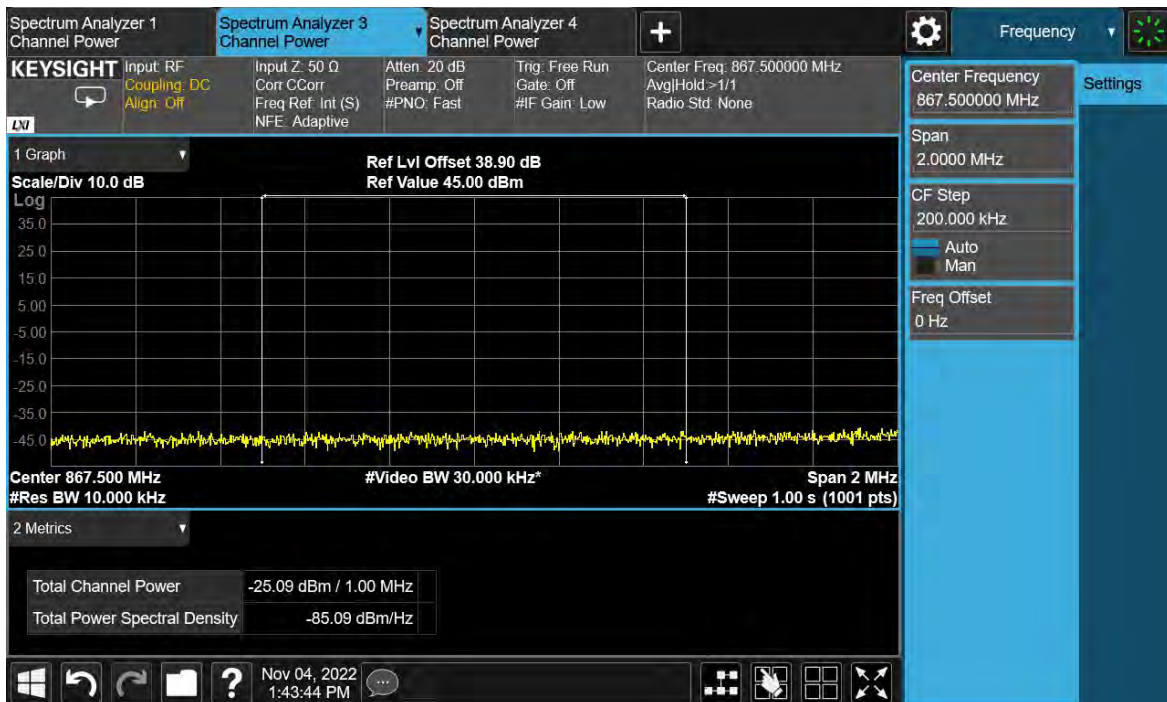 Spectrum Analyzer 1
Channel Power
Spectrum Analyzer 3
Channel Power
Spectrum Analyzer 4
Channel Power
Frequency
KEYSIGHT
LXI
Input: RF
Coupling: DC
Align: Off
Input Z: 50 Ω
Corr CCorr
Freq Ref: Int (S)
NFE: Adaptive
Atten: 20 dB
Preamp: Off
#PNO: Fast
Trig: Free Run
Gate: Off
#IF Gain: Low
Center Freq: 867.500000 MHz
Avg|Hold:>1/1
Radio Std: None
Center Frequency
867.500000 MHz
Settings
Span
2.0000 MHz
CF Step
200.000 kHz
Auto
Man
Freq Offset
0 Hz
1 Graph
Scale/Div 10.0 dB
Ref Lvl Offset 38.90 dB
Ref Value 45.00 dBm
Log
35.0
25.0
15.0
5.00
-5.00
-15.0
-25.0
-35.0
-45.0
Center 867.500 MHz
#Video BW 30.000 kHz*
Span 2 MHz
#Res BW 10.000 kHz
#Sweep 1.00 s (1001 pts)
2 Metrics
Total Channel Power -25.09 dBm / 1.00 MHz
Total Power Spectral Density -85.09 dBm/Hz
?
Nov 04, 2022
1:43:44 PM